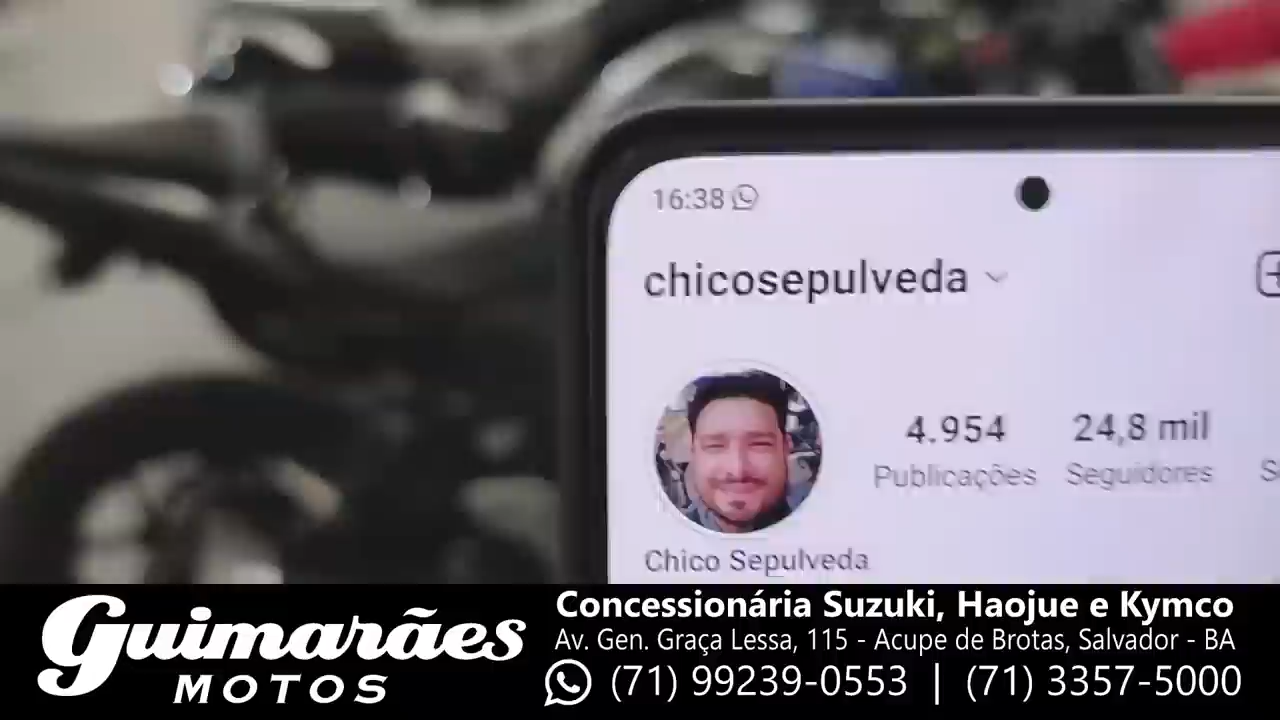 16:38
chicosepulveda
4.954
24,8 mil
Publicações
Seguidores
Chico Sepulveda
Guimarães
MOTOS
Concessionária Suzuki, Haojue e Kymco
Av. Gen. Graça Lessa, 115 - Acupe de Brotas, Salvador - BA
(71) 99239-0553 | (71) 3357-5000